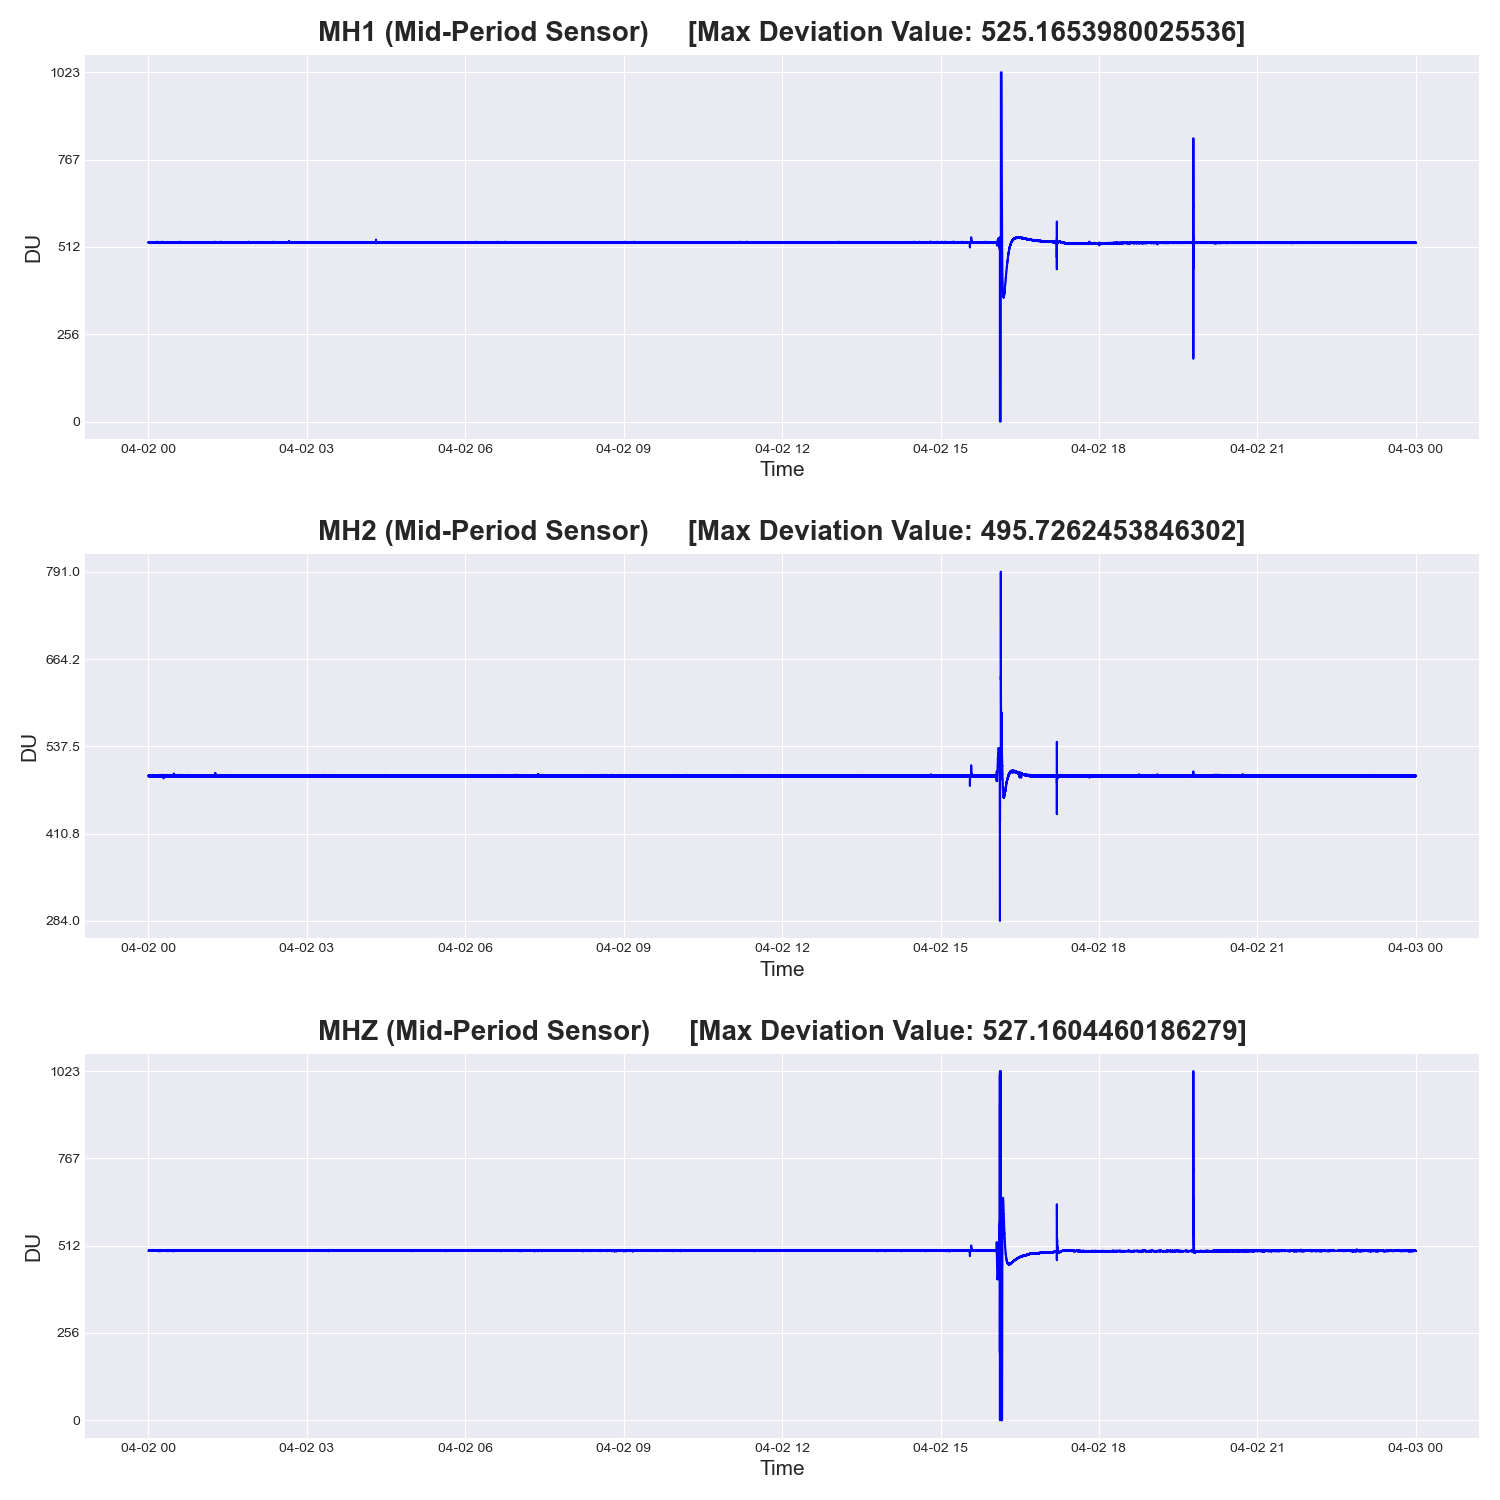 MH1 (Mid-Period Sensor) [Max Deviation Value: 525.1653980025536]
1023
767
512
256
0
DU
04-02 00 04-02 03 04-02 06 04-02 09 04-02 12 04-02 15 04-02 18 04-02 21 04-03 00
Time
MH2 (Mid-Period Sensor) [Max Deviation Value: 495.7262453846302]
791.0
664.2
537.5
410.8
284.0
DU
04-02 00 04-02 03 04-02 06 04-02 09 04-02 12 04-02 15 04-02 18 04-02 21 04-03 00
Time
MHZ (Mid-Period Sensor) [Max Deviation Value: 527.1604460186279]
1023
767
512
256
0
DU
04-02 00 04-02 03 04-02 06 04-02 09 04-02 12 04-02 15 04-02 18 04-02 21 04-03 00
Time